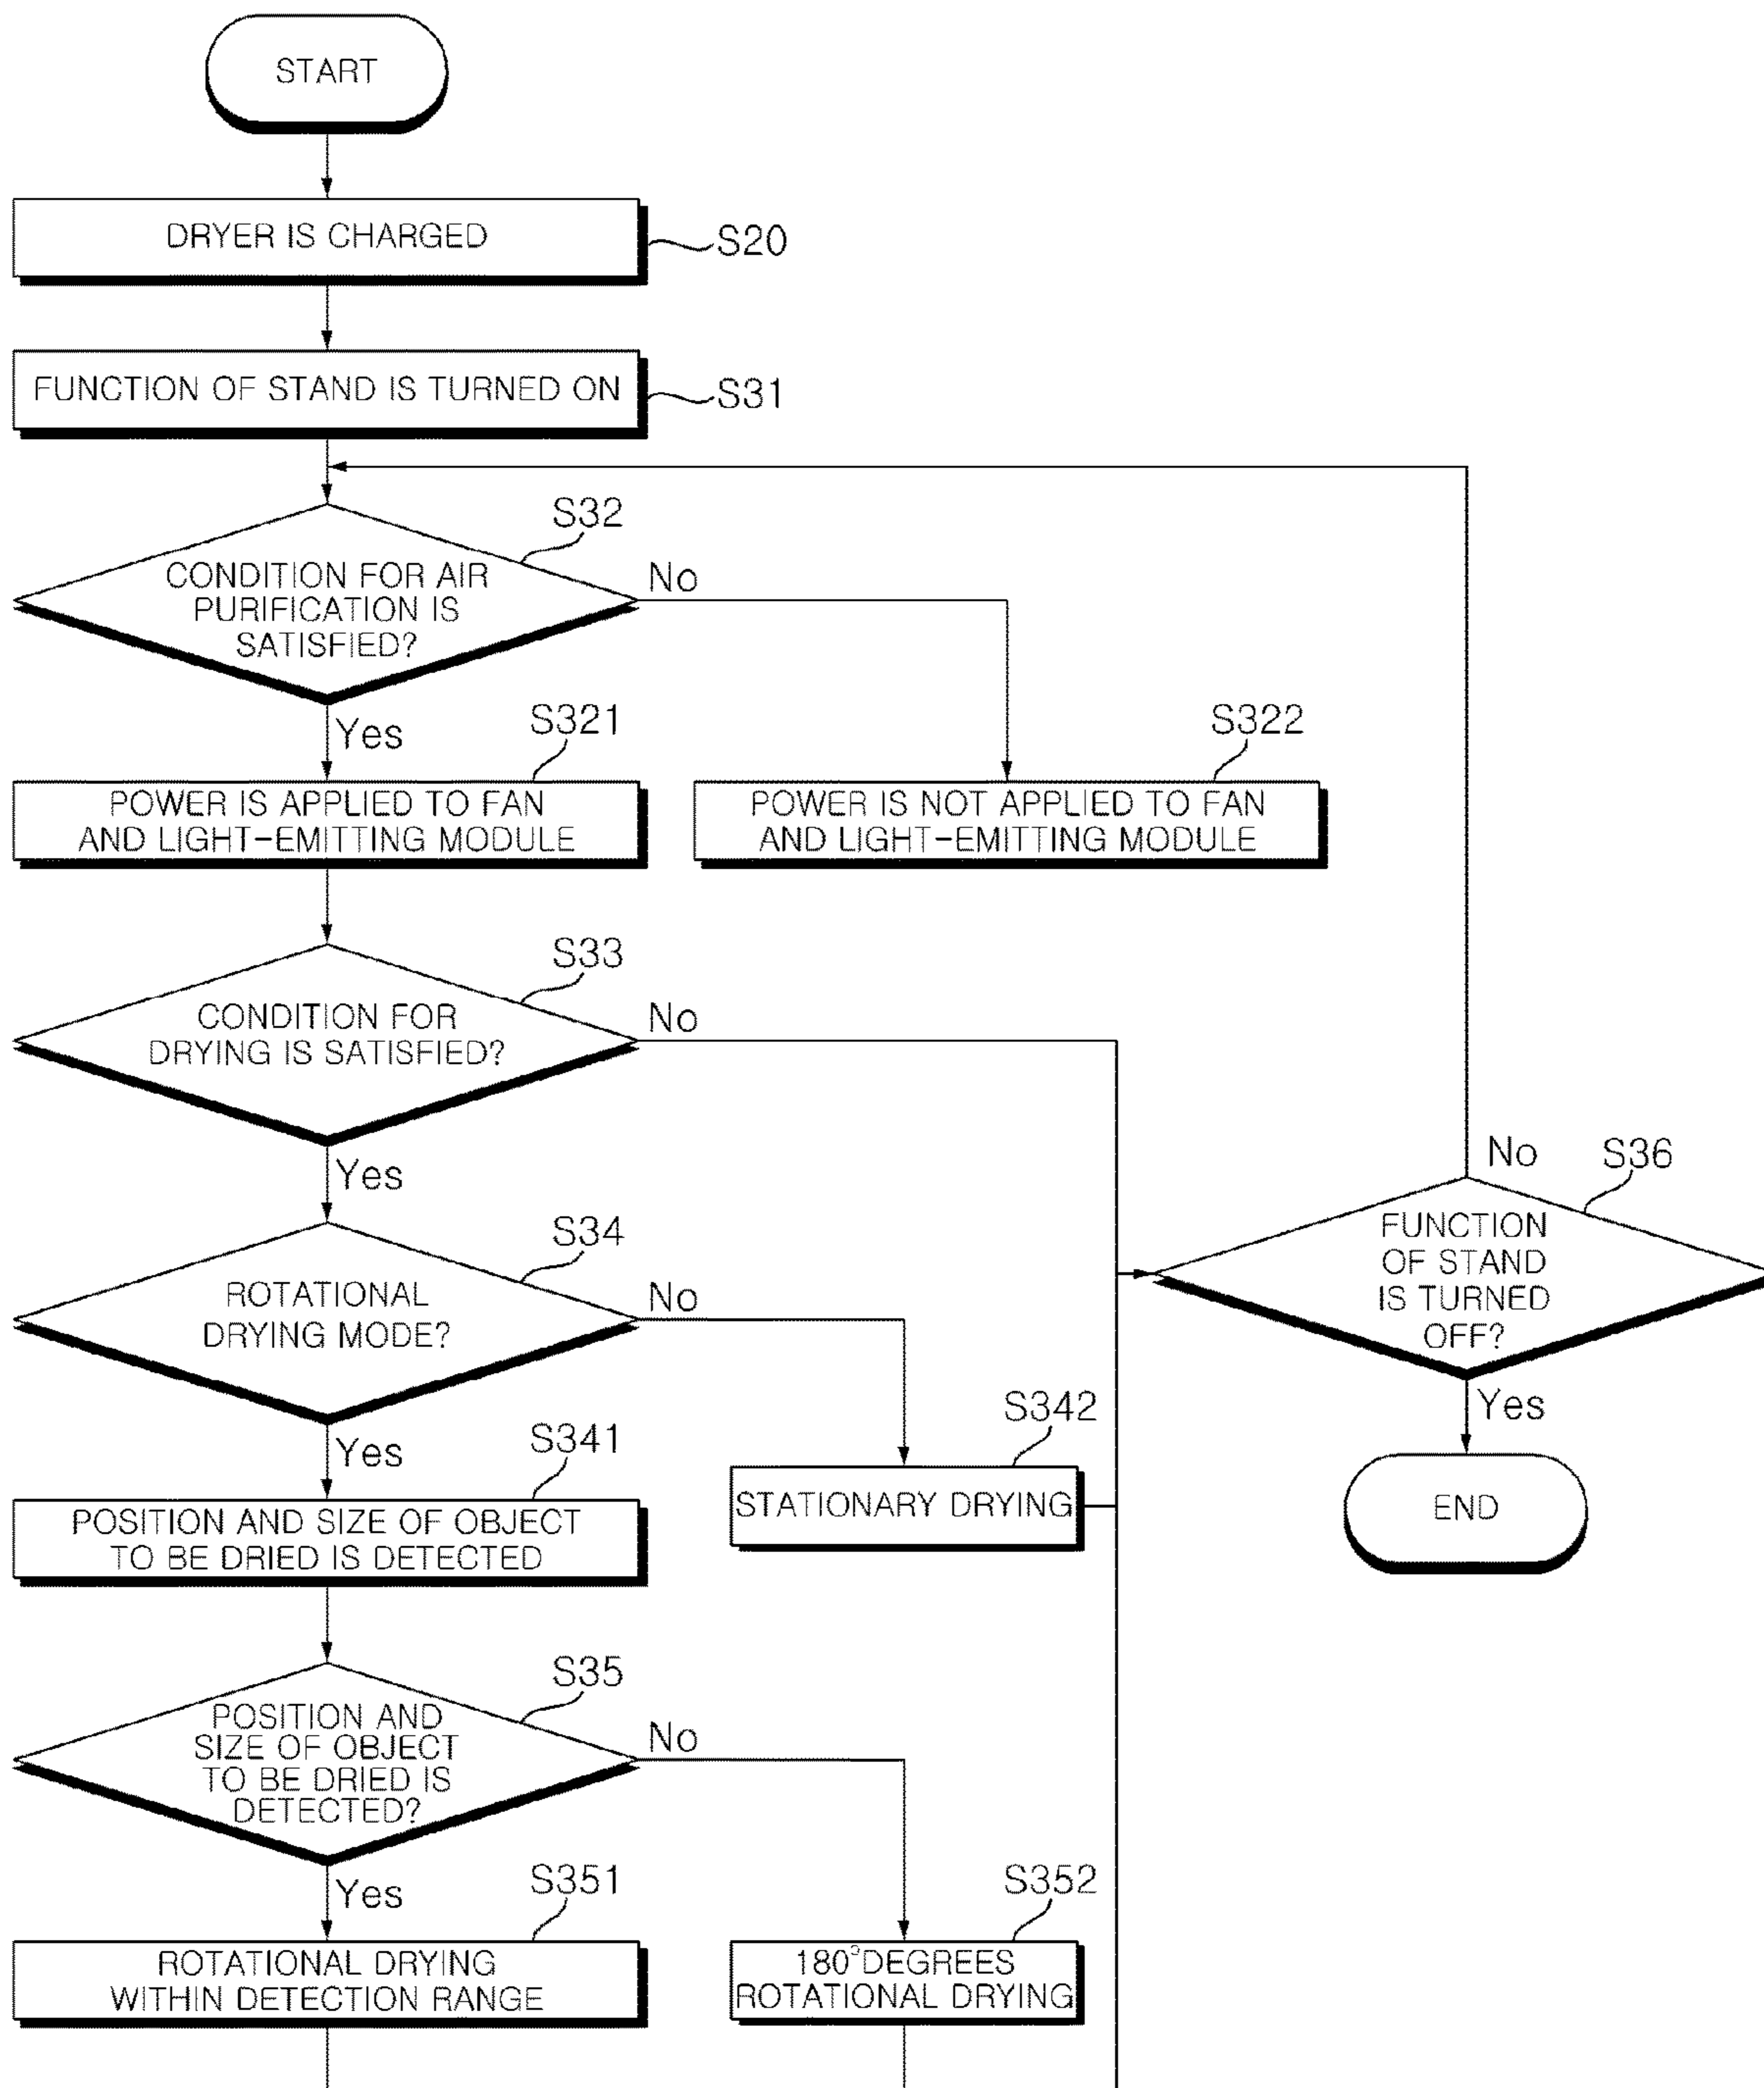 START
DRYER IS CHARGED
S20
FUNCTION OF STAND IS TURNED ON
S31
S32
CONDITION FOR AIR
PURIFICATION IS
SATISFIED?
No
Yes
S321
POWER IS APPLIED TO FAN
AND LIGHT-EMITTING MODULE
S322
POWER IS NOT APPLIED TO FAN
AND LIGHT-EMITTING MODULE
S33
CONDITION FOR
DRYING IS SATISFIED?
No
Yes
S34
ROTATIONAL
DRYING MODE?
No
Yes
S36
FUNCTION
OF STAND
IS TURNED
OFF?
No
Yes
END
S341
POSITION AND SIZE OF OBJECT
TO BE DRIED IS DETECTED
S342
STATIONARY DRYING
S35
POSITION AND
SIZE OF OBJECT
TO BE DRIED IS
DETECTED?
No
Yes
S351
ROTATIONAL DRYING
WITHIN DETECTION RANGE
S352
180°DEGREES
ROTATIONAL DRYING